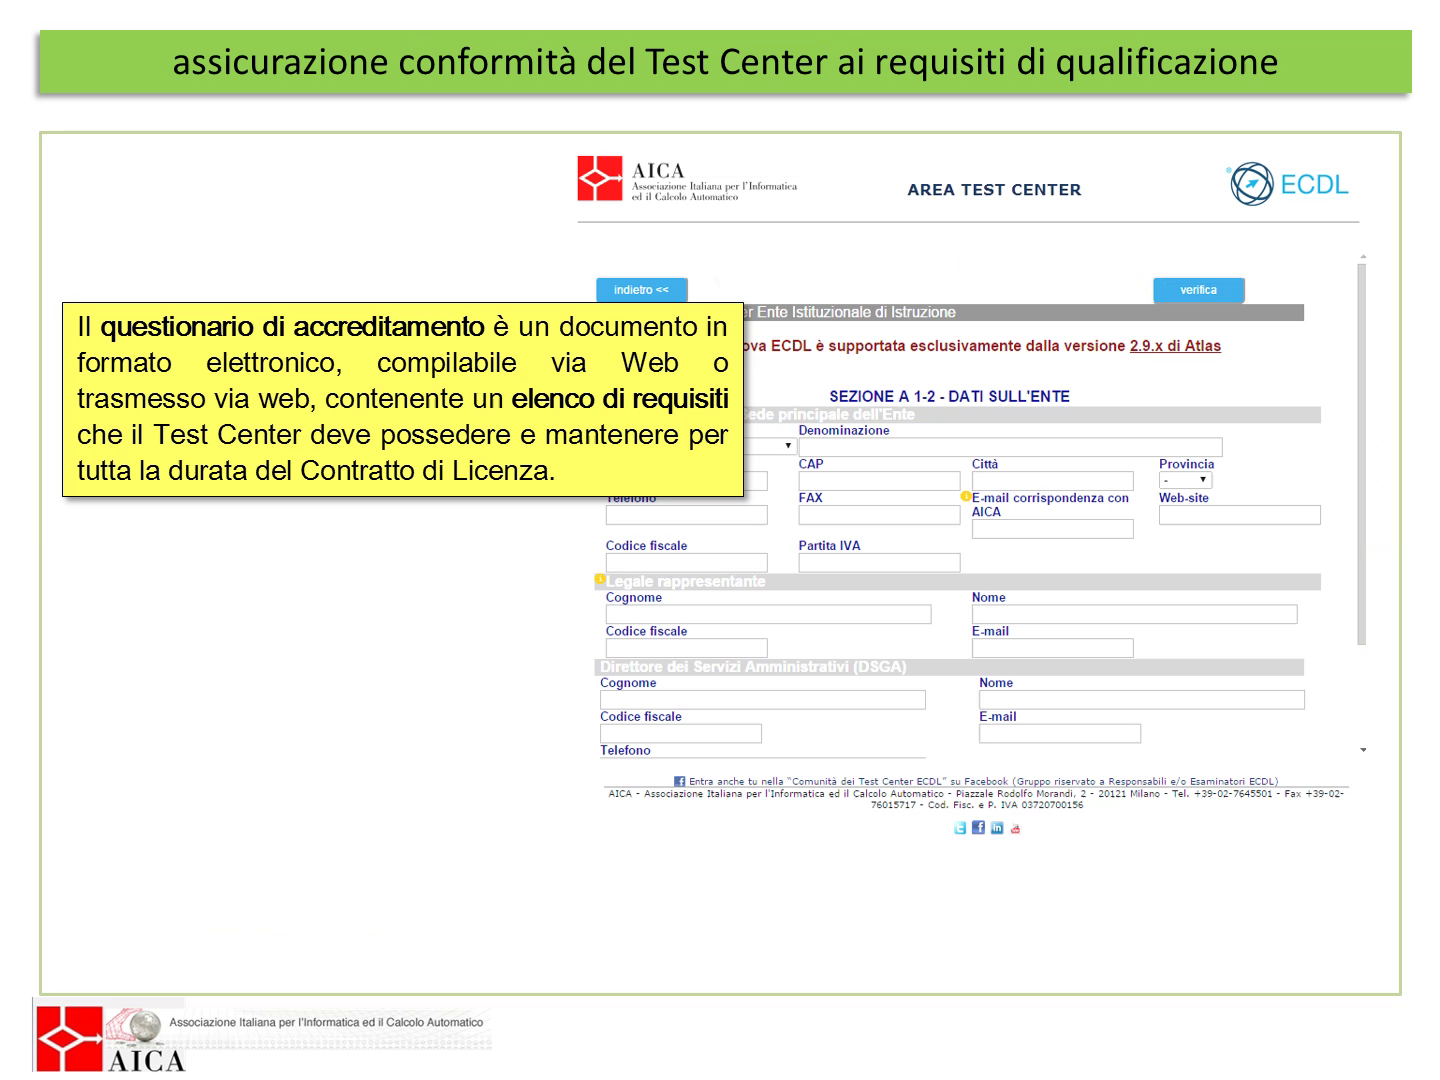 assicurazione conformità del Test Center ai requisiti di qualificazione
AICA
Associazione Italiana per l'Informatica
ed il Calcolo Automatico
AREA TEST CENTER
ECDL
indietro <<
verifica
Ente Istituzionale di Istruzione
ECDL è supportata esclusivamente dalla versione 2.9.x di Atlas
Il questionario di accreditamento è un documento in
formato elettronico, compilabile via Web o
trasmesso via web, contenente un elenco di requisiti
che il Test Center deve possedere e mantenere per
tutta la durata del Contratto di Licenza.
SEZIONE A 1-2 - DATI SULL'ENTE
Sede principale dell'Ente
Denominazione
CAP Città Provincia
-
Telefono FAX E-mail corrispondenza con Web-site
AICA
Codice fiscale Partita IVA
Legale rappresentante
Cognome Nome
Codice fiscale E-mail
Direttore dei Servizi Amministrativi (DSGA)
Cognome Nome
Codice fiscale E-mail
Telefono
Entra anche tu nella "Comunità dei Test Center ECDL" su Facebook (Gruppo riservato a Responsabili e/o Esaminatori ECDL)
AICA - Associazione Italiana per l'Informatica ed il Calcolo Automatico - Piazzale Rodolfo Morandi, 2 - 20121 Milano - Tel. +39-02-7645501 - Fax +39-02-
76015717 - Cod. Fisc. e P. IVA 03720700156
Associazione Italiana per l'Informatica ed il Calcolo Automatico
AICA